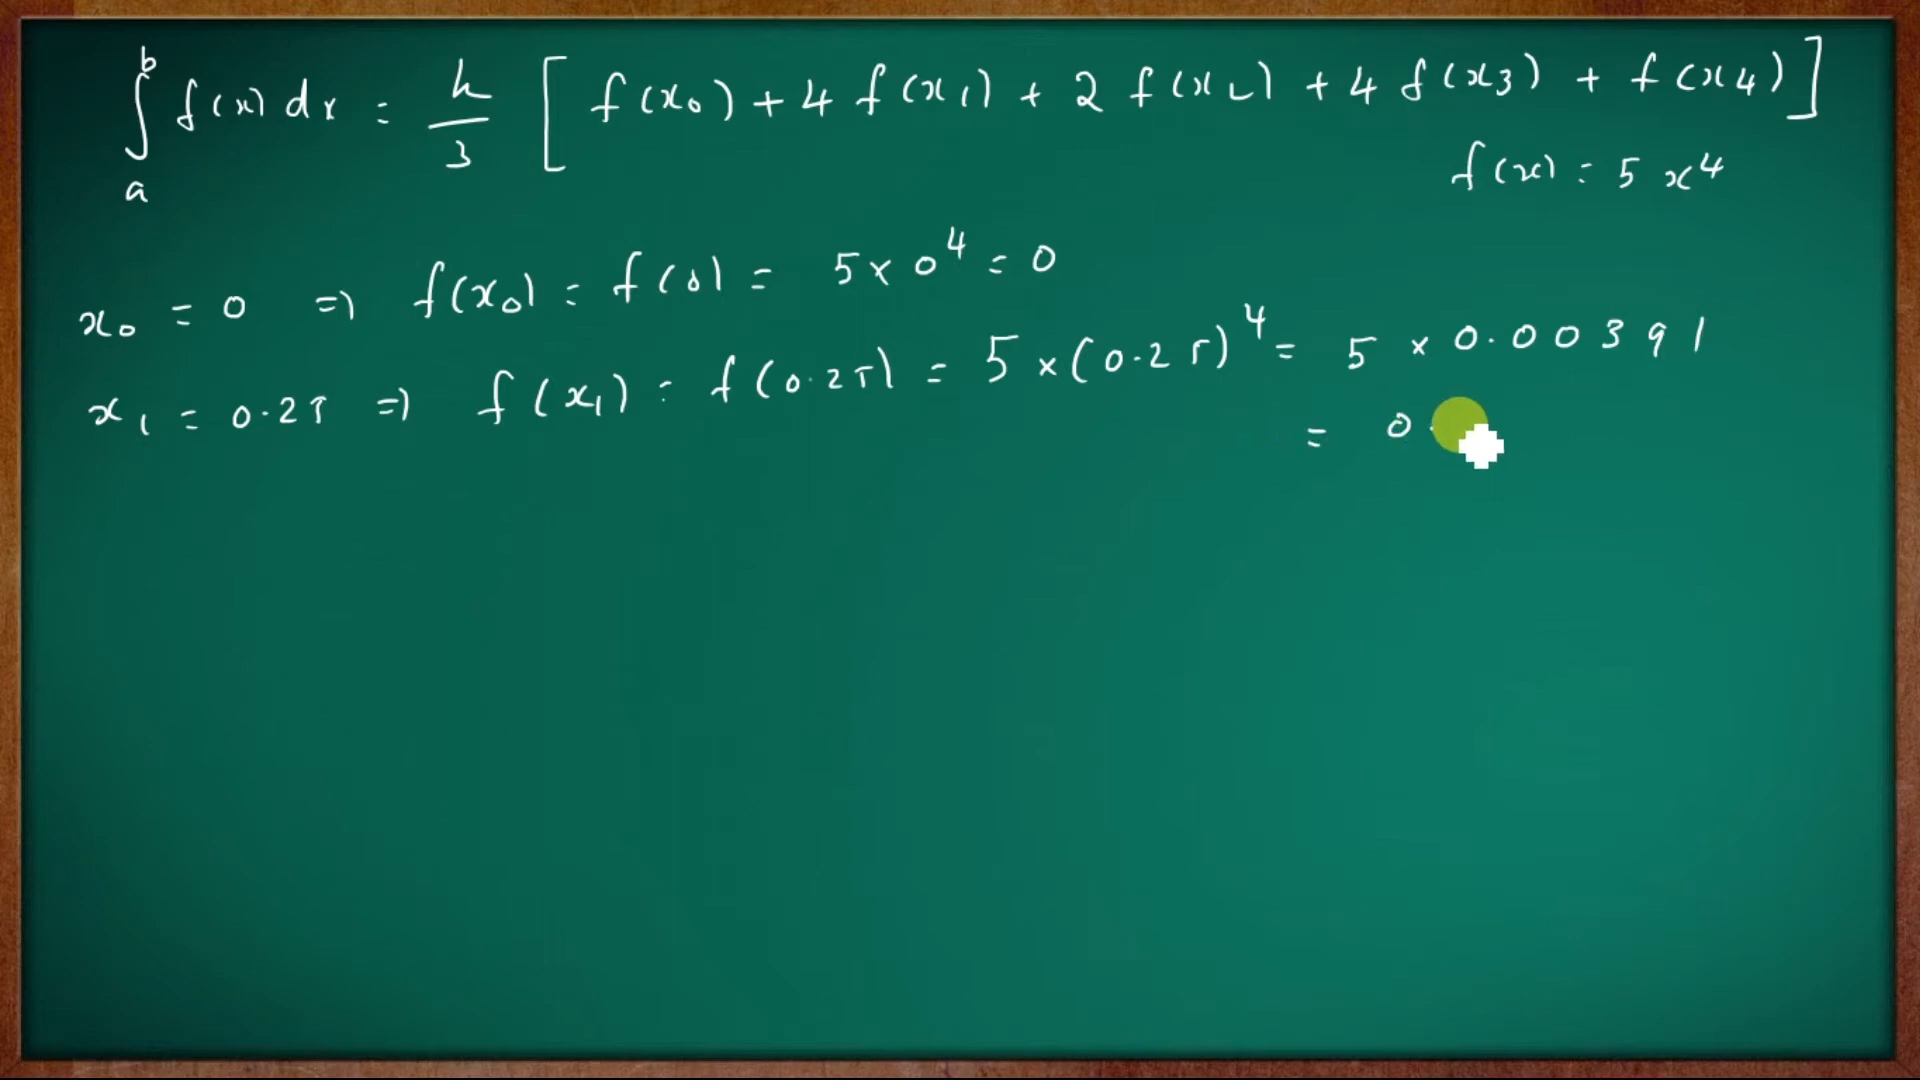 ∫_a^b f(x) dx = h/3 [ f(x₀) + 4 f(x₁) + 2 f(x₂) + 4 f(x₃) + f(x₄) ]
f(x) = 5 x⁴
x₀ = 0 ⇒ f(x₀) = f(0) = 5 × 0⁴ = 0
x₁ = 0.25 ⇒ f(x₁) = f(0.25) = 5 × (0.25)⁴ = 5 × 0.00391
= 0.